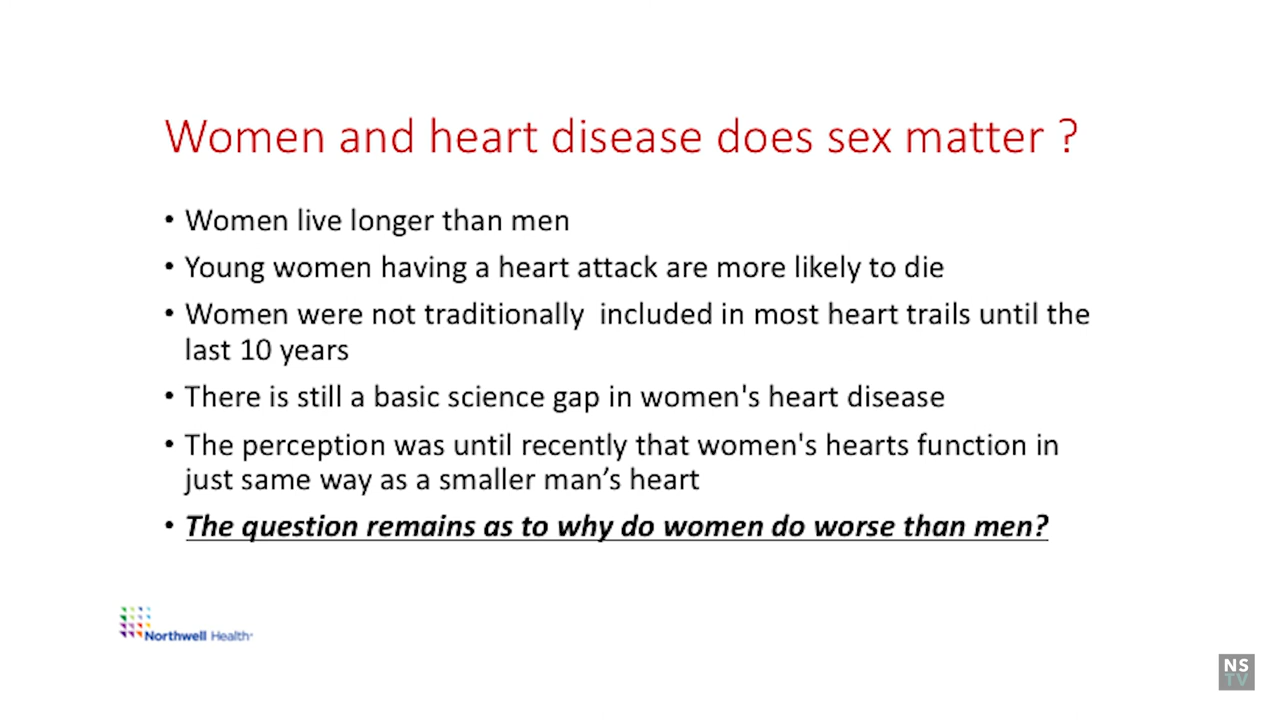 Women and heart disease does sex matter ?
• Women live longer than men
• Young women having a heart attack are more likely to die
• Women were not traditionally  included in most heart trails until the
last 10 years
• There is still a basic science gap in women's heart disease
• The perception was until recently that women's hearts function in
just same way as a smaller man’s heart
• The question remains as to why do women do worse than men?
Northwell Health
NS
TV